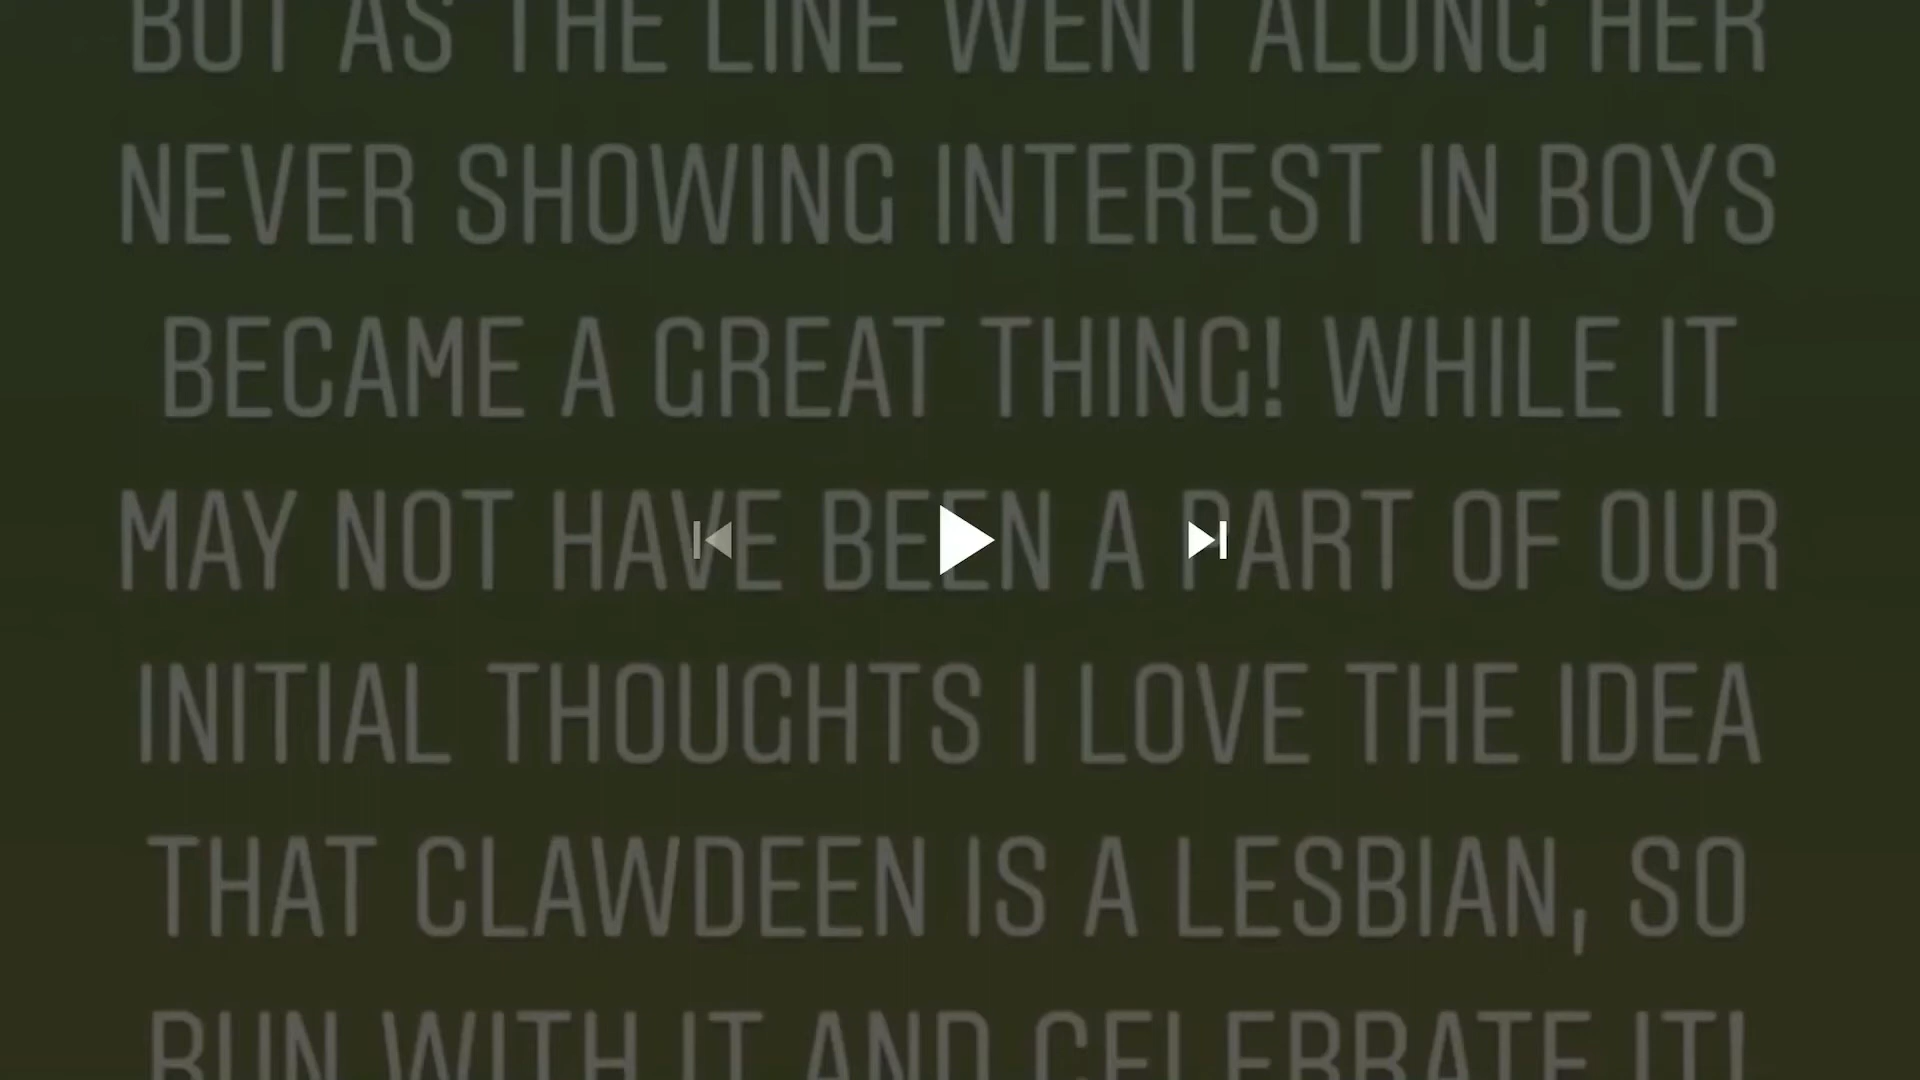 BUT AS THE LINE WENT ALONG HER
NEVER SHOWING INTEREST IN BOYS
BECAME A GREAT THING! WHILE IT
MAY NOT HAVE BEEN A PART OF OUR
INITIAL THOUGHTS I LOVE THE IDEA
THAT CLAWDEEN IS A LESBIAN, SO
RUN WITH IT AND CELEBRATE IT!